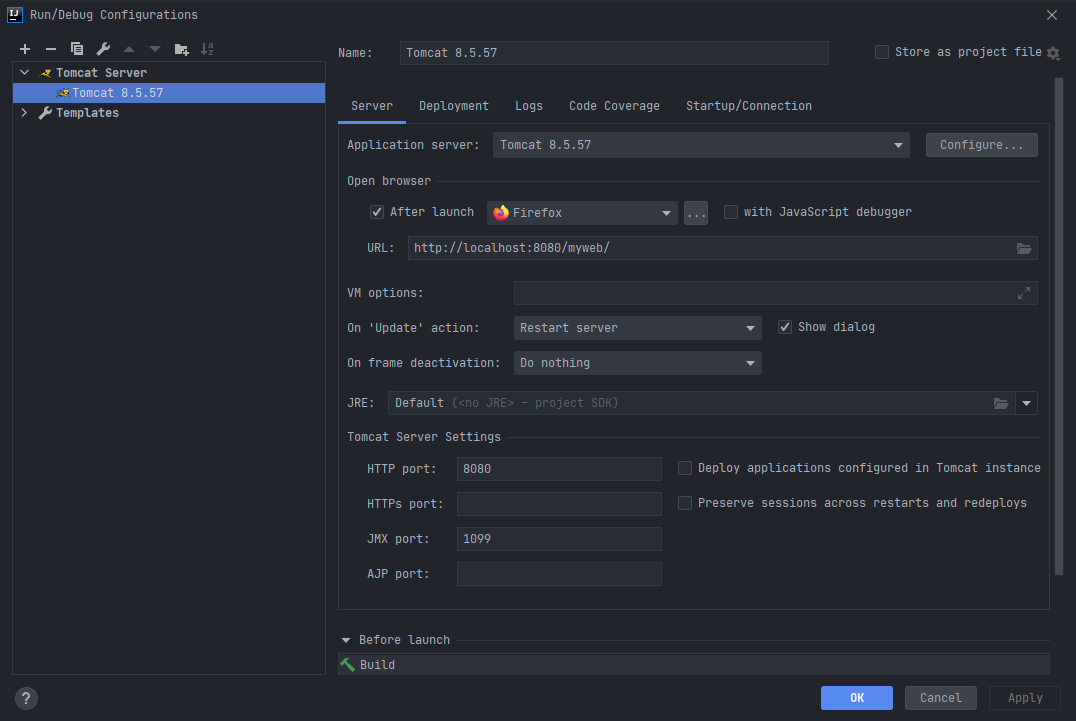 Run/Debug Configurations
Name: Tomcat 8.5.57 Store as project file
Tomcat Server
Tomcat 8.5.57
Templates
Server Deployment Logs Code Coverage Startup/Connection
Application server: Tomcat 8.5.57 Configure...
Open browser
After launch Firefox ... with JavaScript debugger
URL: http://localhost:8080/myweb/
VM options:
On 'Update' action: Restart server Show dialog
On frame deactivation: Do nothing
JRE: Default (<no JRE> - project SDK)
Tomcat Server Settings
HTTP port: 8080 Deploy applications configured in Tomcat instance
HTTPs port: Preserve sessions across restarts and redeploys
JMX port: 1099
AJP port:
Before launch
Build
? OK Cancel Apply